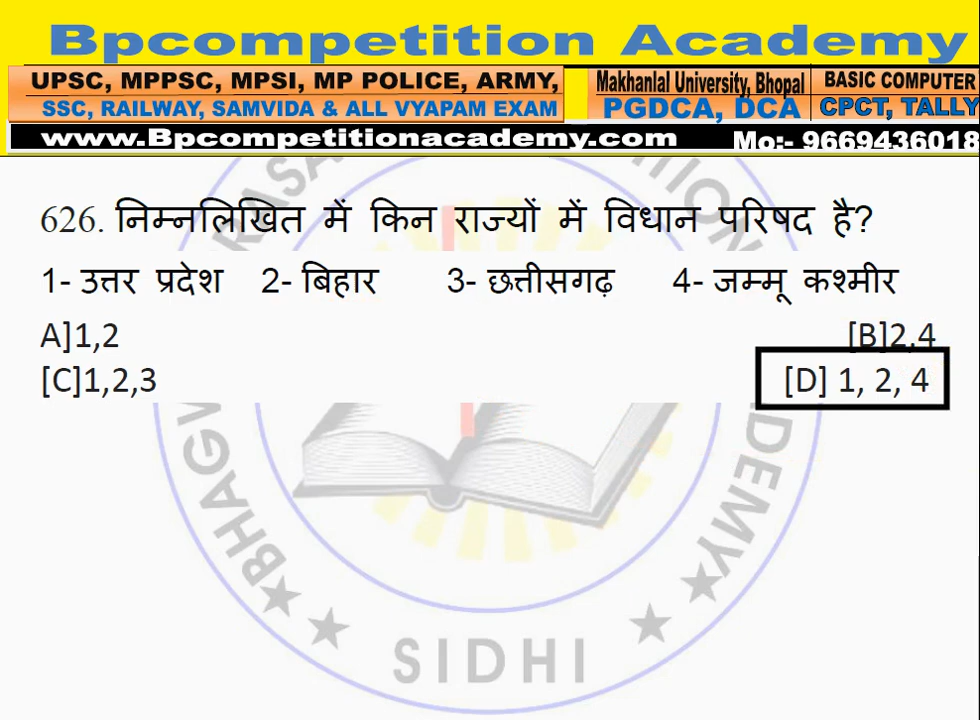 Bpcompetition Academy
UPSC, MPPSC, MPSI, MP POLICE, ARMY,
SSC, RAILWAY, SAMVIDA & ALL VYAPAM EXAM
Makhanlal University, Bhopal
PGDCA, DCA
BASIC COMPUTER
CPCT, TALLY
www.Bpcompetitionacademy.com Mo:- 9669436018
626. निम्नलिखित में किन राज्यों में विधान परिषद है?
1- उत्तर प्रदेश 2- बिहार 3- छत्तीसगढ़ 4- जम्मू कश्मीर
A]1,2 [B]2,4
[C]1,2,3 [D] 1, 2, 4
SIDHI